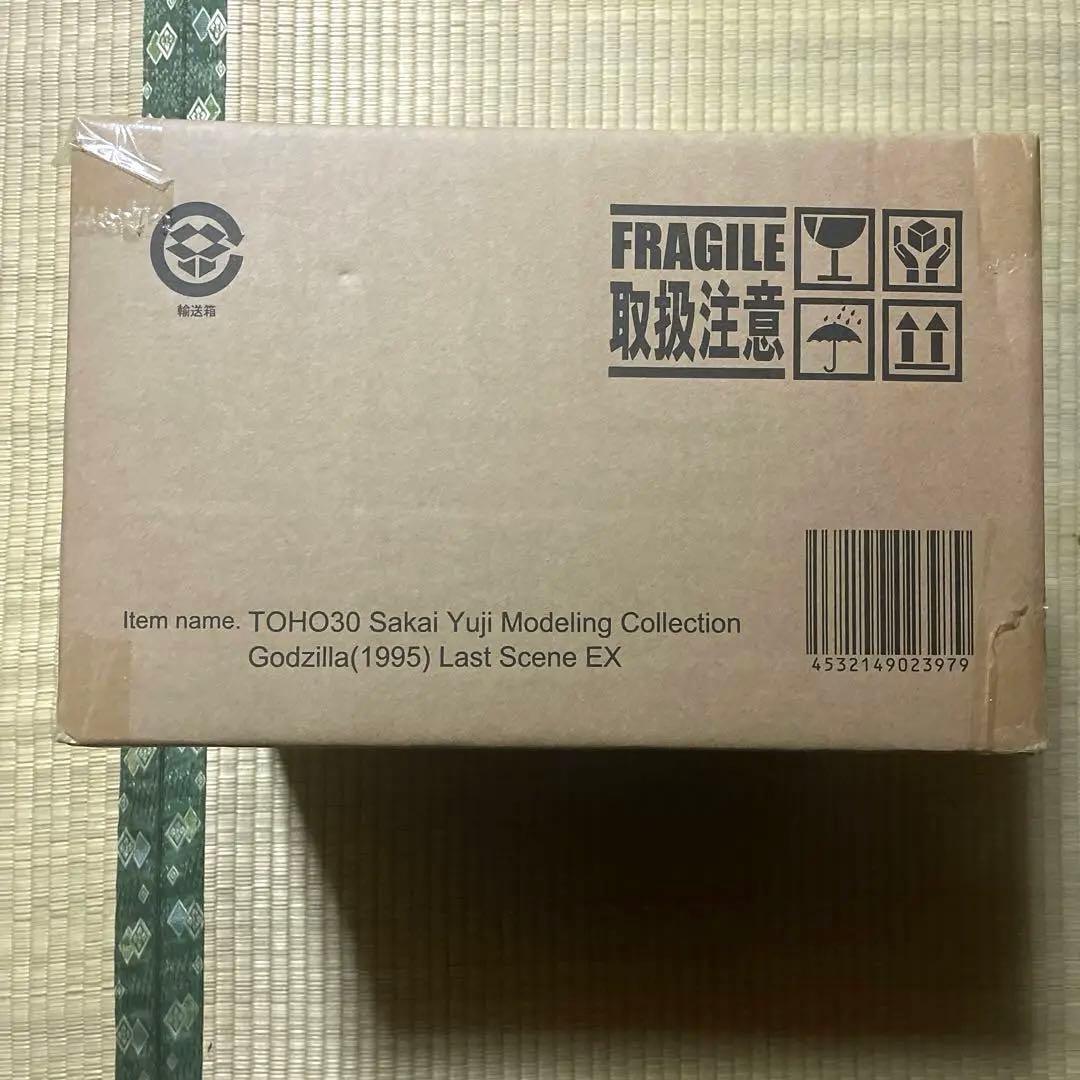 輸送箱
FRAGILE
取扱注意
Item name. TOHO30 Sakai Yuji Modeling Collection
Godzilla(1995) Last Scene EX
4532149023979